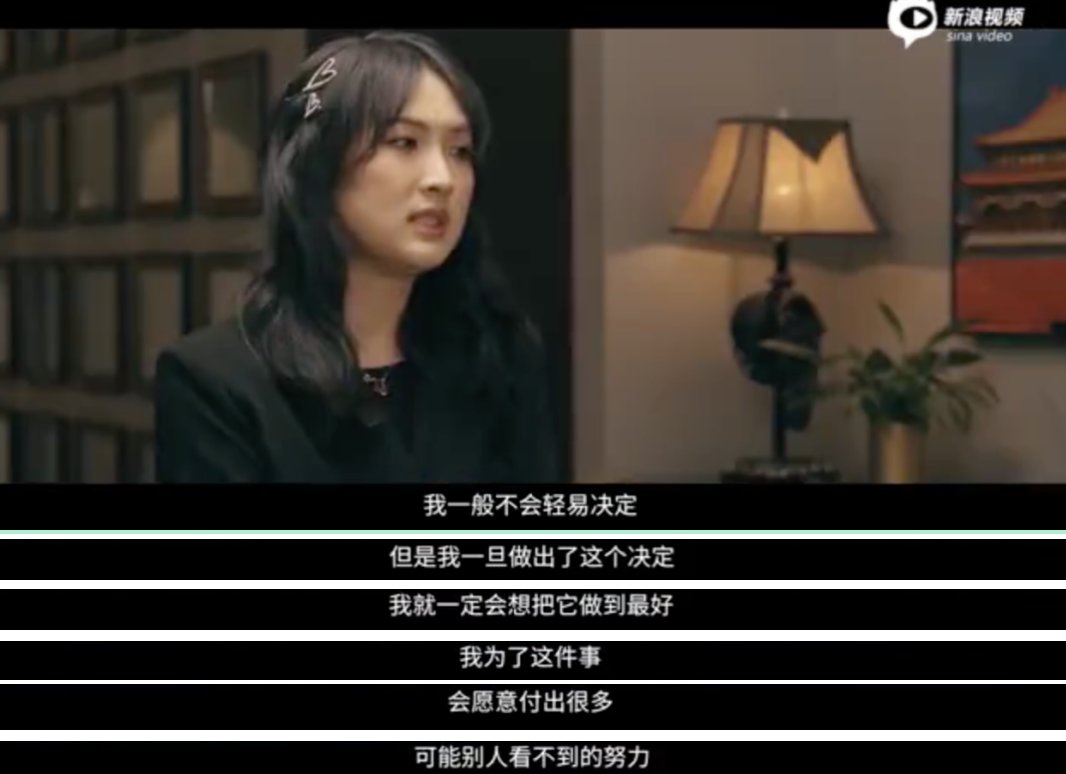 新浪视频
sina video
我一般不会轻易决定
但是我一旦做出了这个决定
我就一定会想把它做到最好
我为了这件事
会愿意付出很多
可能别人看不到的努力